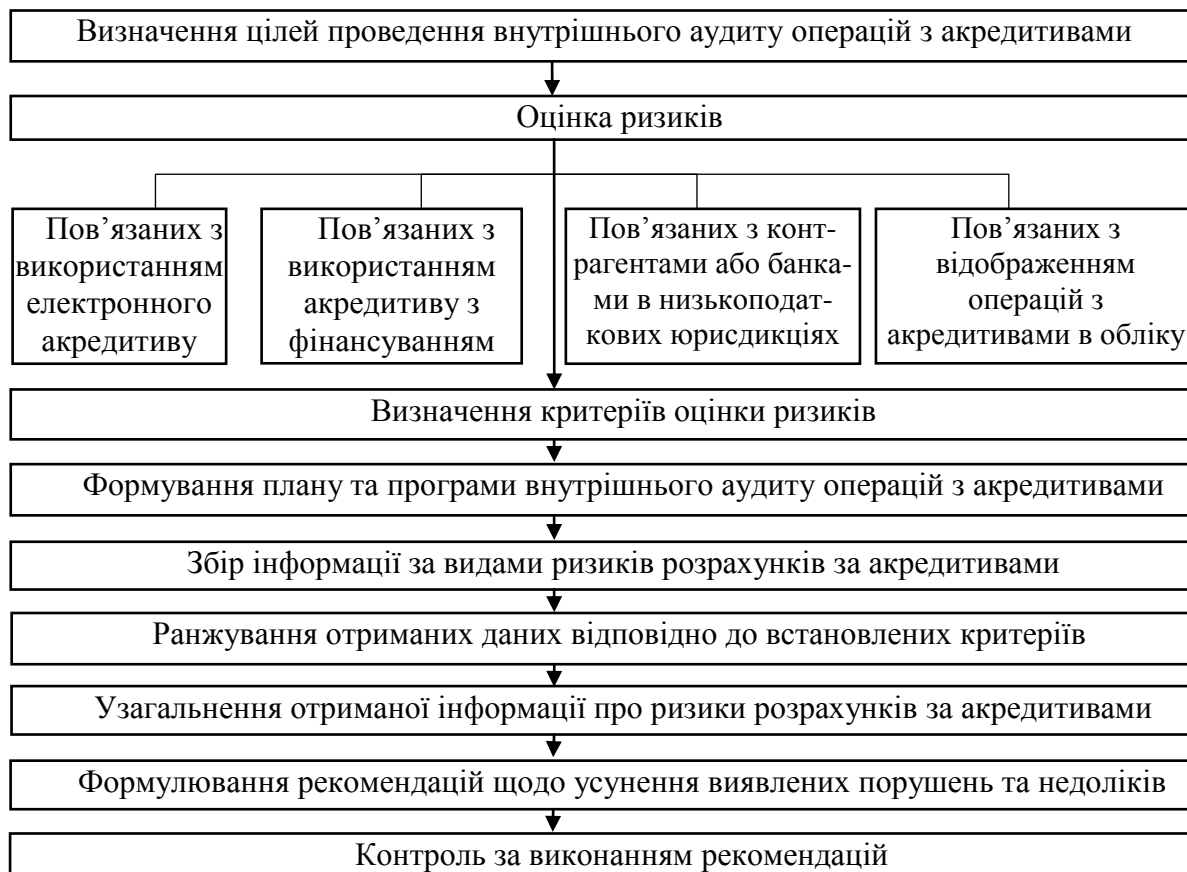 Визначення цілей проведення внутрішнього аудиту операцій з акредитивами
Оцінка ризиків
Пов’язаних з
використанням
електронного
акредитиву
Пов’язаних з
використанням
акредитиву з
фінансуванням
Пов’язаних з конт-
рагентами або банка-
ми в низькоподат-
кових юрисдикціях
Пов’язаних з
відображенням
операцій з
акредитивами в обліку
Визначення критеріїв оцінки ризиків
Формування плану та програми внутрішнього аудиту операцій з акредитивами
Збір інформації за видами ризиків розрахунків за акредитивами
Ранжування отриманих даних відповідно до встановлених критеріїв
Узагальнення отриманої інформації про ризики розрахунків за акредитивами
Формулювання рекомендацій щодо усунення виявлених порушень та недоліків
Контроль за виконанням рекомендацій